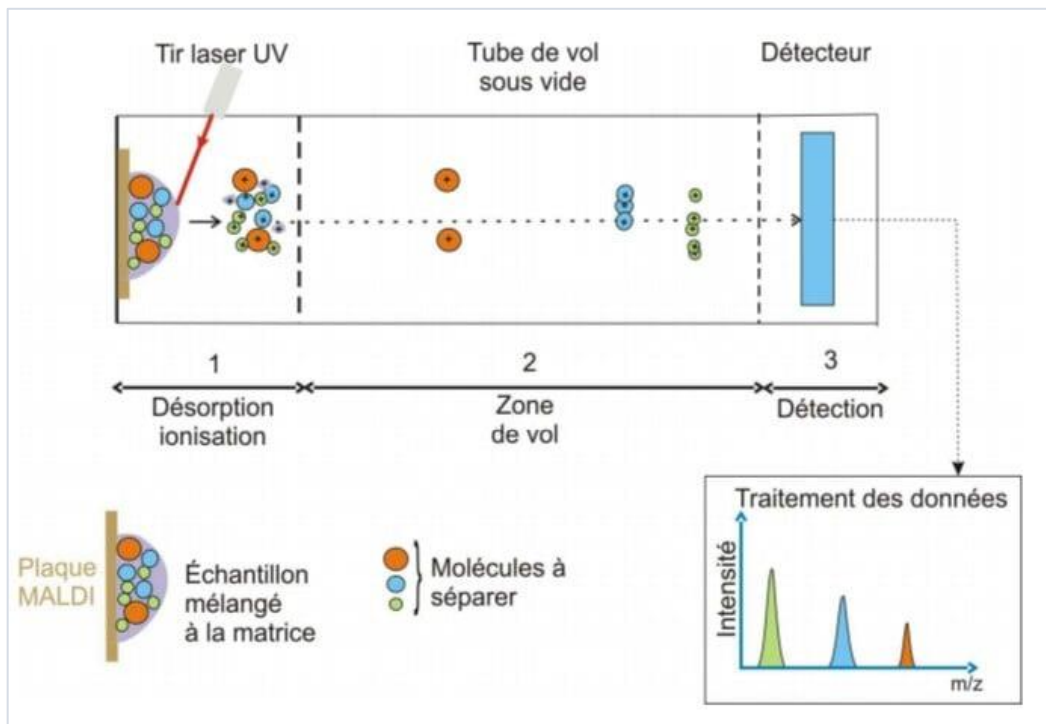 Tir laser UV
Tube de vol
sous vide
Détecteur
1
2
3
Désorption
ionisation
Zone
de vol
Détection
Plaque
MALDI
Échantillon
mélangé
à la matrice
Molécules à
séparer
Traitement des données
Intensité
m/z